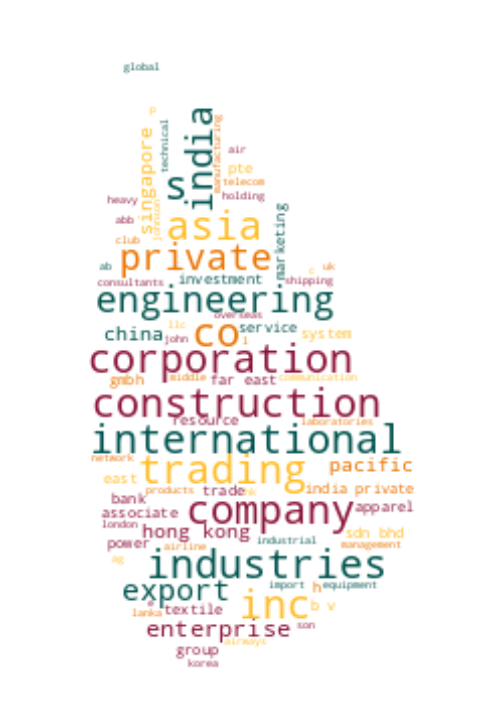 global
p
india
technical
manufacturing
singapore
air
s
pte
telecom
heavy
holding
johnson
abb
asia
marketing
club
private
ab
c
uk
consultants
investment
shipping
engineering
overseas
llc
co
service
china
john
l
system
corporation
gmbh
middle
far east
communication
construction
resource
laboratories
international
network
trading
pacific
east
products
trade
india private
bank
company
apparel
associate
london
hong kong
sdn bhd
power
airline
industrial
management
ag
industries
export
import
h
equipment
inc
b v
lanka
textile
enterprise
son
airways
group
korea